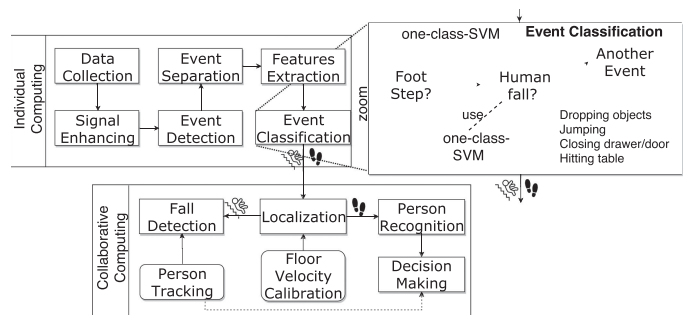 Individual
Computing
Data
Collection
Event
Separation
Features
Extraction
Signal
Enhancing
Event
Detection
Event
Classification
zoom
one-class-SVM
Event Classification
Foot
Step?
Human
fall?
Another
Event
use
one-class-
SVM
Dropping objects
Jumping
Closing drawer/door
Hitting table
Collaborative
Computing
Fall
Detection
Localization
Person
Recognition
Person
Tracking
Floor
Velocity
Calibration
Decision
Making